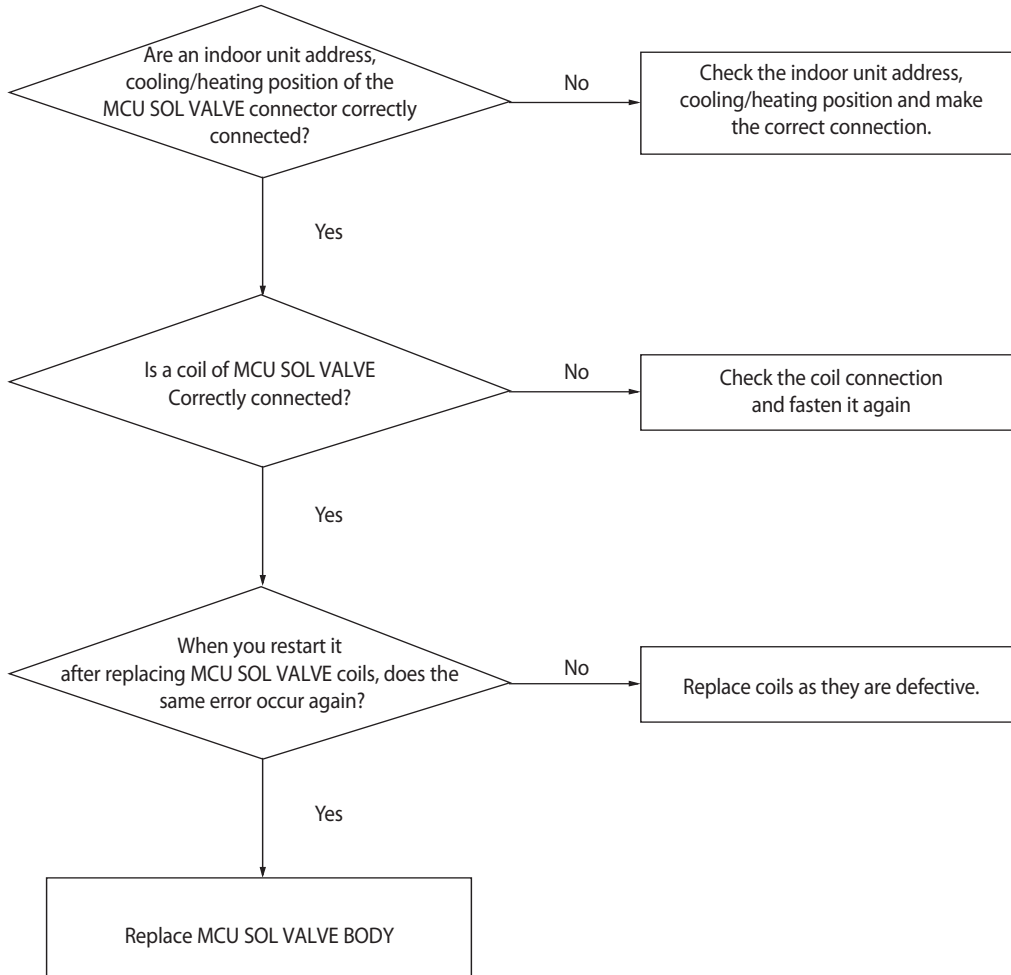 Are an indoor unit address,
cooling/heating position of the
MCU SOL VALVE connector correctly
connected?
No
Check the indoor unit address,
cooling/heating position and make
the correct connection.
Yes
Is a coil of MCU SOL VALVE
Correctly connected?
No
Check the coil connection
and fasten it again
Yes
When you restart it
after replacing MCU SOL VALVE coils, does the
same error occur again?
No
Replace coils as they are defective.
Yes
Replace MCU SOL VALVE BODY